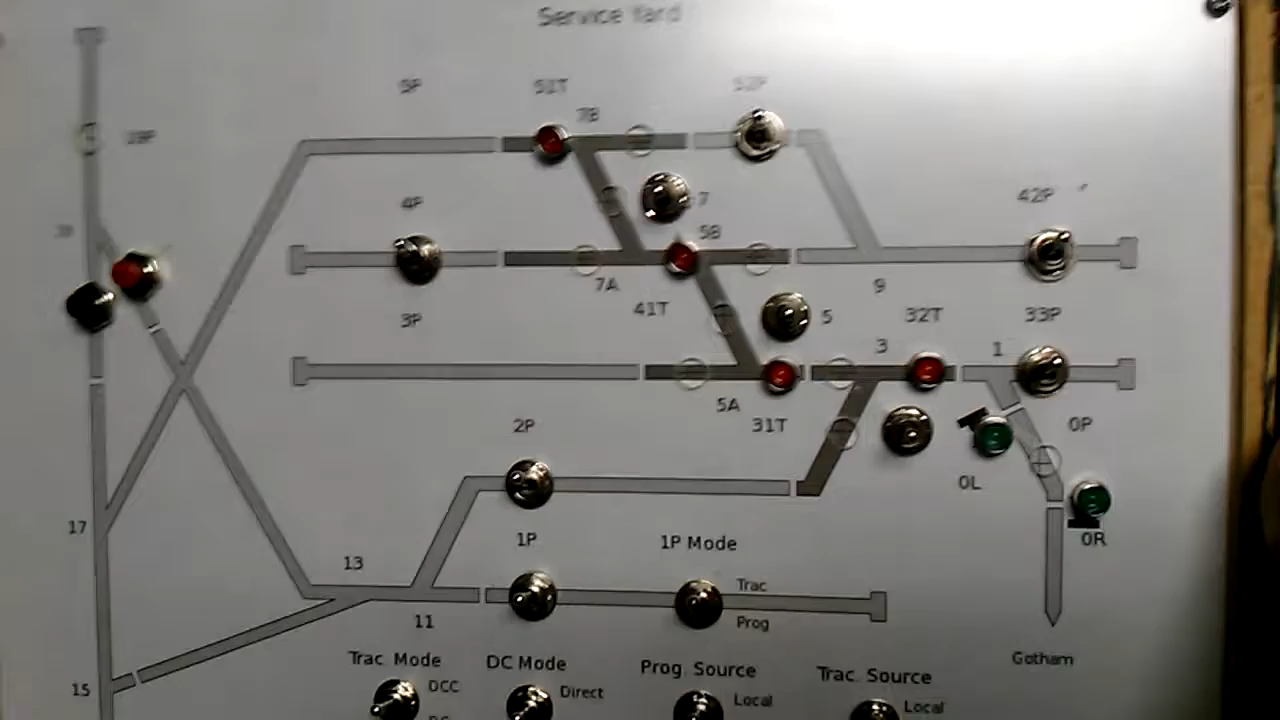 Service Yard
5P
51T
52P
7B
19P
7
42P
4P
5B
7A
9
41T
3P
5
32T
33P
3
1
5A
31T
2P
0P
0L
17
1P
1P Mode
0R
13
Trac
11
Prog
Trac. Mode
DC Mode
Prog. Source
Trac. Source
Gotham
15
DCC
Direct
Local
Local